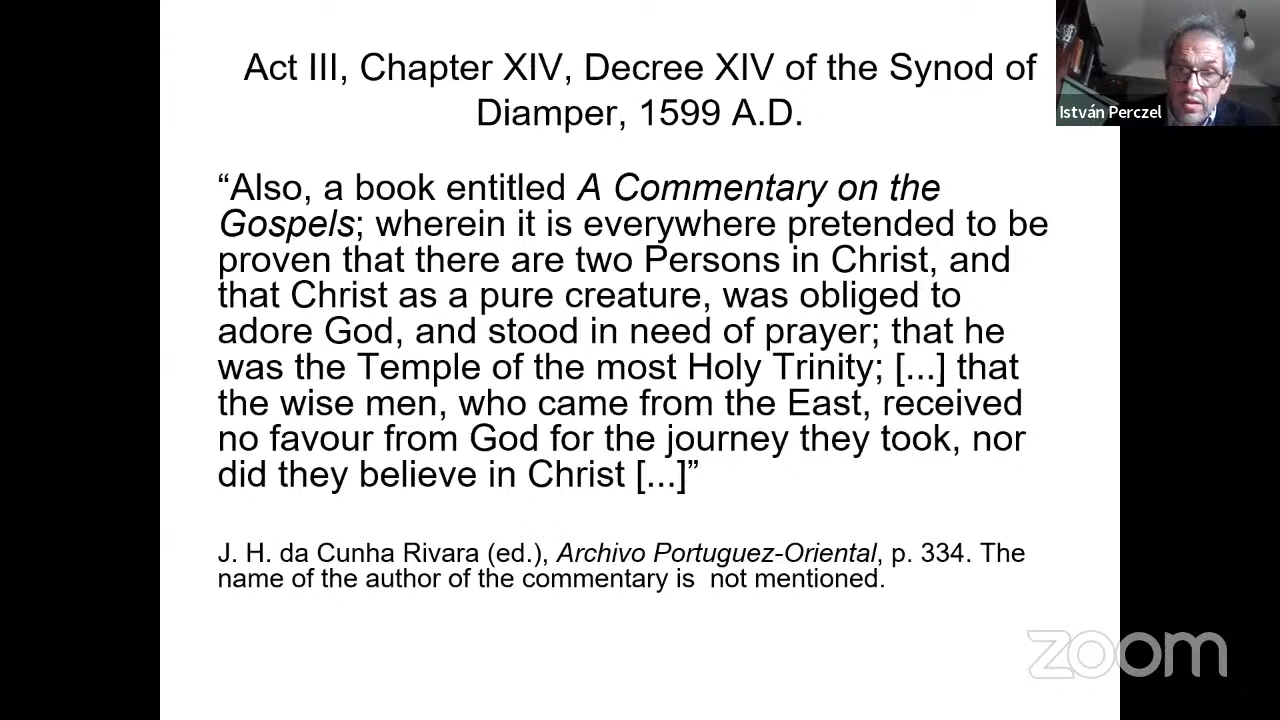 Act III, Chapter XIV, Decree XIV of the Synod of
Diamper, 1599 A.D.
István Perczel
“Also, a book entitled A Commentary on the
Gospels; wherein it is everywhere pretended to be
proven that there are two Persons in Christ, and
that Christ as a pure creature, was obliged to
adore God, and stood in need of prayer; that he
was the Temple of the most Holy Trinity; [...] that
the wise men, who came from the East, received
no favour from God for the journey they took, nor
did they believe in Christ [...]”
J. H. da Cunha Rivara (ed.), Archivo Portuguez-Oriental, p. 334. The
name of the author of the commentary is  not mentioned.
zoom